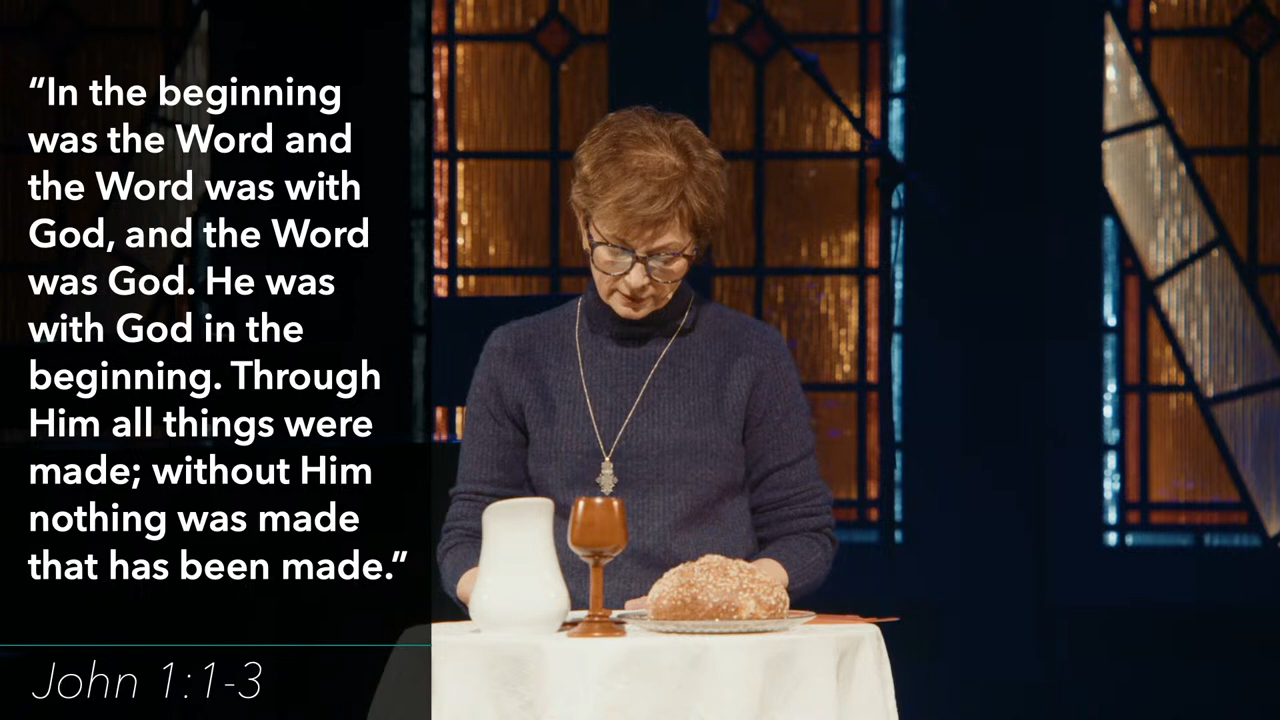 “In the beginning
was the Word and
the Word was with
God, and the Word
was God. He was
with God in the
beginning. Through
Him all things were
made; without Him
nothing was made
that has been made.”
John 1:1-3